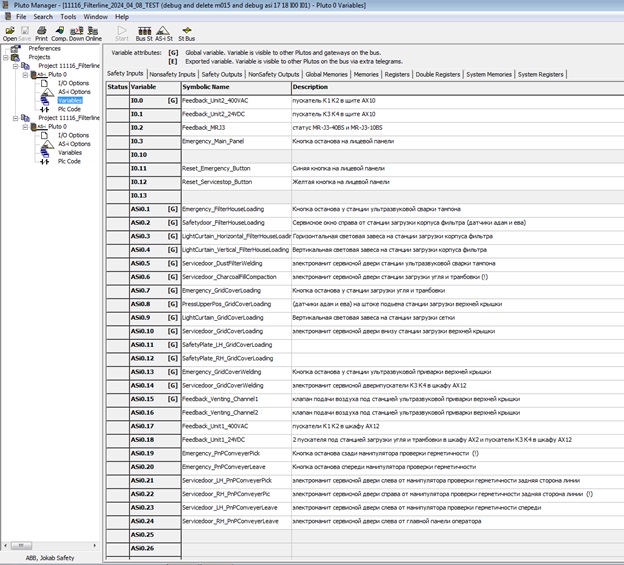 Pluto Manager - [11116_Filterline_2024_04_08_TEST (debug and delete m015 and debug asi 17 18 I00 I01) - Pluto 0 Variables]
File Search Tools Window Help
Open Save Print Comp. Down Online Start Bus St AS-i St St Bus
Preferences
Projects
Project 11116_Filterline
Pluto 0
I/O Options
AS-i Options
Variables
Plc Code
Project 11116_Filterline
Pluto 0
I/O Options
AS-i Options
Variables
Plc Code
ABB, Jokab Safety
Variable attributes: [G] Global variable. Variable is visible to other Plutos and gateways on the bus.
[E] Exported variable. Variable is visible to other Plutos on the bus via extra telegrams.
Safety Inputs Nonsafety Inputs Safety Outputs NonSafety Outputs Global Memories Memories Registers Double Registers System Memories System Registers
Status Variable Symbolic Name Description
I0.0 [G] Feedback_Unit2_400VAC пускатель K1 K2 в щите AX10
I0.1 Feedback_Unit2_24VDC пускатель K3 K4 в щите AX10
I0.2 Feedback_MRJ3 статус MR-J3-40BS и MR-J3-10BS
I0.3 Emergency_Main_Panel Кнопка останова на лицевой панели
I0.10
I0.11 Reset_Emergency_Button Синяя кнопка на лицевой панели
I0.12 Reset_Servicestop_Button Желтая кнопка на лицевой панели
I0.13
ASi0.1 [G] Emergency_FilterHouseLoading Кнопка останова у станции ультразвуковой сварки тампона
ASi0.2 [G] Safetydoor_FilterHouseLoading Сервисное окно справа от станции загрузки корпуса фильтра (датчики адам и ева)
ASi0.3 [G] LightCurtain_Horizontal_FilterHouseLoadir Горизонтальная световая завеса на станции загрузки корпуса фильтра
ASi0.4 [G] LightCurtain_Vertical_FilterHouseLoading Вертикальная световая завеса на станции загрузки корпуса фильтра
ASi0.5 [G] Servicedoor_DustFilterWelding электромагнит сервисной двери станции ультразвуковой сварки тампона
ASi0.6 [G] Servicedoor_CharcoalFillCompaction электромагнит сервисной двери станции загрузки угля и трамбовки (!)
ASi0.7 [G] Emergency_GridCoverLoading Кнопка останова у станции загрузки угля и трамбовки
ASi0.8 [G] PressUpperPos_GridCoverLoading (датчики адам и ева) на штоке подъема станции загрузки верхней крышки
ASi0.9 [G] LightCurtain_GridCoverLoading Вертикальная световая завеса на станции загрузки сетки
ASi0.10 [G] Servicedoor_GridCoverLoading электромагнит сервисной двери внизу станции загрузки верхней крышки
ASi0.11 [G] SafetyPlate_LH_GridCoverLoading
ASi0.12 [G] SafetyPlate_RH_GridCoverLoading
ASi0.13 [G] Emergency_GridCoverWelding Кнопка останова у станции ультразвуковой приварки верхней крышки
ASi0.14 [G] Servicedoor_GridCoverWelding электромагнит сервисной дверипускатели K3 K4 в шкафу AX12
ASi0.15 [G] Feedback_Venting_Channel1 клапан подачи воздуха под станцией ультразвуковой приварки верхней крышки
ASi0.16 Feedback_Venting_Channel2 клапан подачи воздуха под станцией ультразвуковой приварки верхней крышки
ASi0.17 Feedback_Unit1_400VAC пускатели K1 K2 в шкафу AX12
ASi0.18 Feedback_Unit1_24VDC 2 пускателя под станцией загрузки угля и трамбовки в шкафу AX2 и пускатели K3 K4 в шкафу AX12
ASi0.19 Emergency_PnPConveyerPick Кнопка останова сзади манипулятора проверки герметичности (!)
ASi0.20 Emergency_PnPConveyerLeave Кнопка останова спереди манипулятора проверки герметичности
ASi0.21 Servicedoor_LH_PnPConveyerPick электромагнит сервисной двери слева от манипулятора проверки герметичности задняя сторона линии
ASi0.22 Servicedoor_RH_PnPConveyerPic электромагнит сервисной двери справа от манипулятора проверки герметичности задняя сторона линии (!)
ASi0.23 Servicedoor_LH_PnPConveyerLeave электромагнит сервисной двери слева от манипулятора проверки герметичности спереди
ASi0.24 Servicedoor_RH_PnPConveyerLeave электромагнит сервисной двери слева от главной панели оператора
ASi0.25
ASi0.26